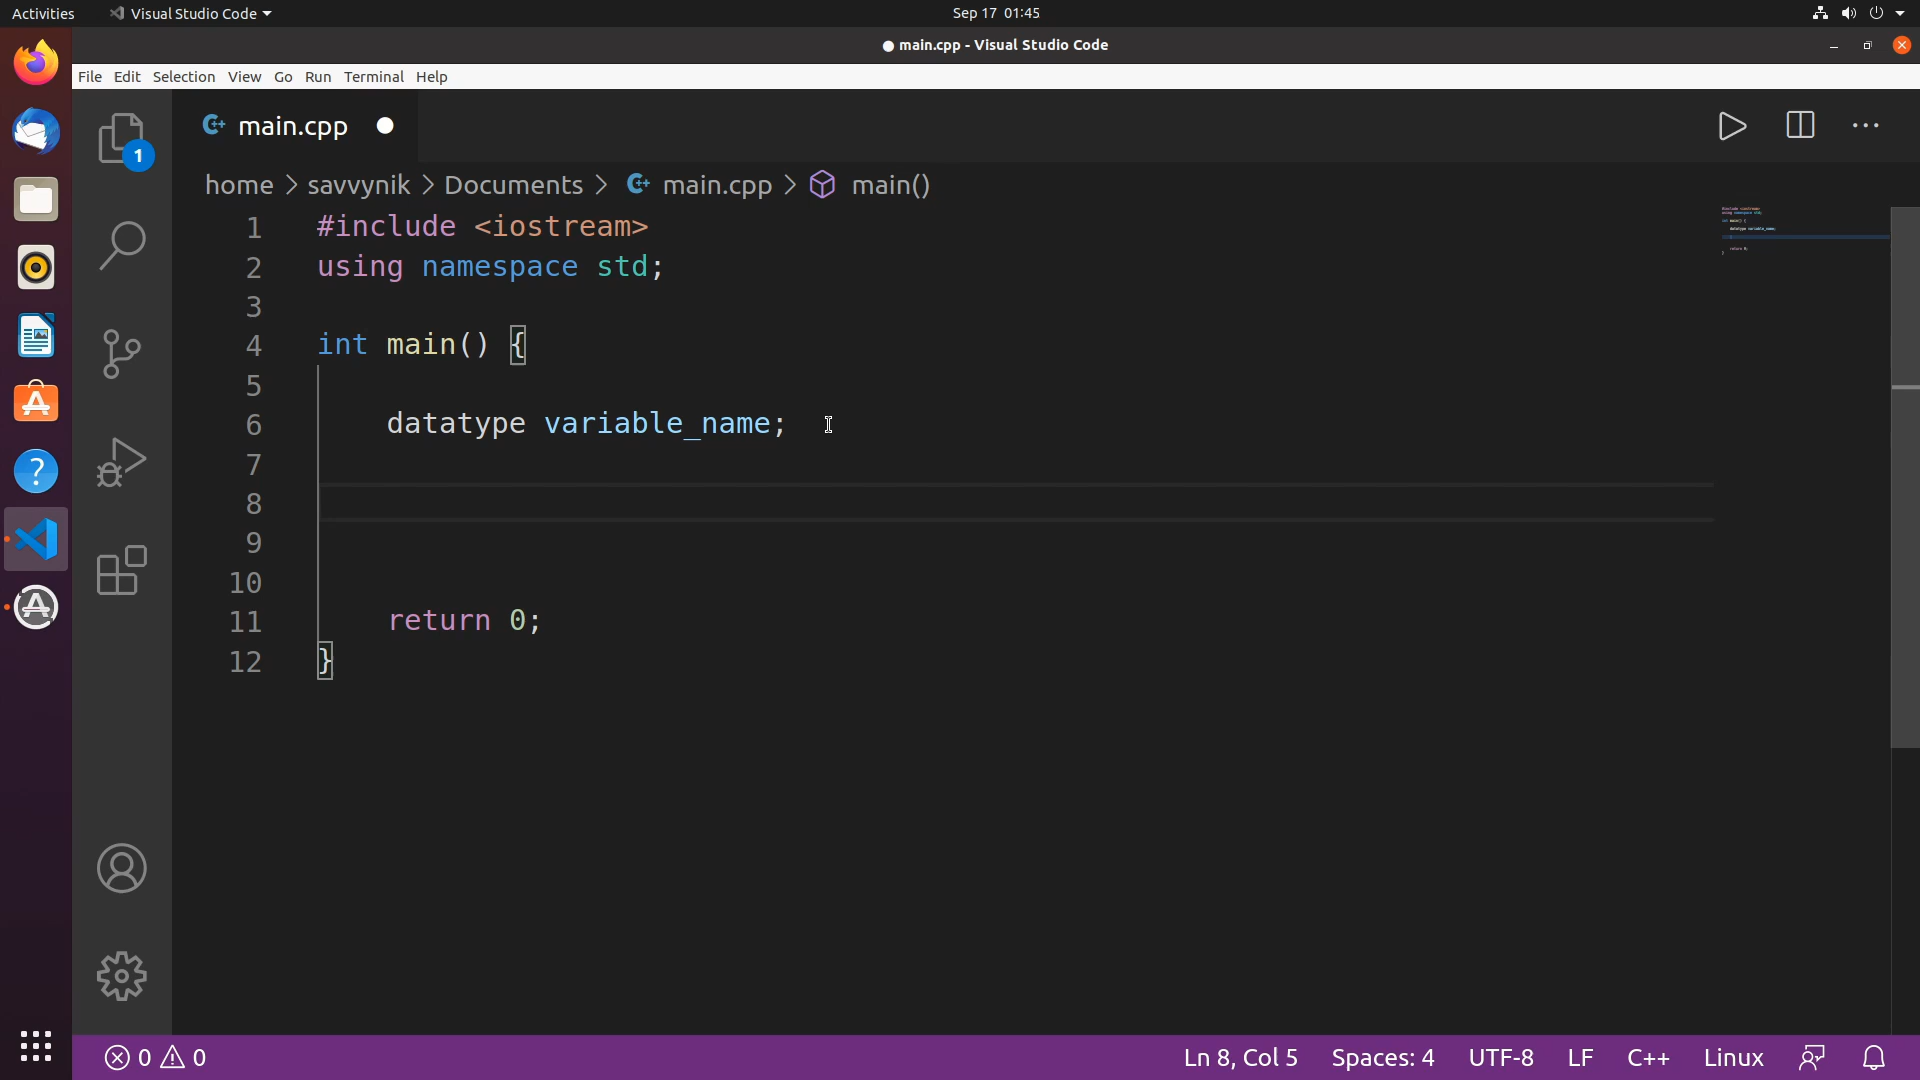 Activities Visual Studio Code Sep 17 01:45
● main.cpp - Visual Studio Code
File Edit Selection View Go Run Terminal Help
main.cpp
1
home > savvynik > Documents > main.cpp > main()
1 #include <iostream>
2 using namespace std;
3
4 int main() {
5
6 datatype variable_name;
7
8
9
10
11 return 0;
12 }
0 0 Ln 8, Col 5 Spaces: 4 UTF-8 LF C++ Linux